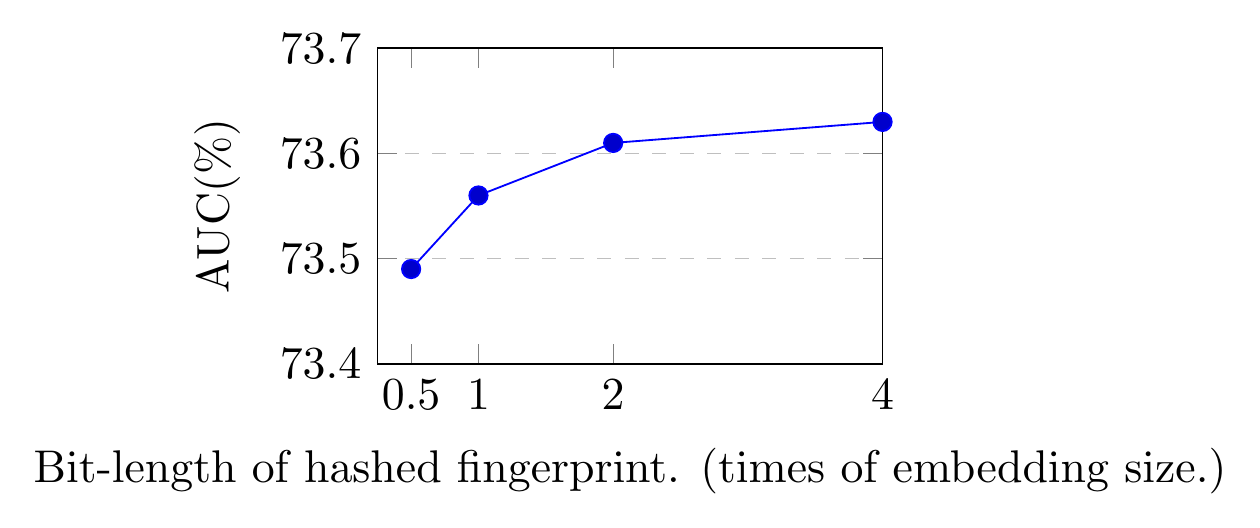 73.7
73.6
73.5
73.4
AUC(%)
0.5 1 2 4
Bit-length of hashed fingerprint. (times of embedding size.)